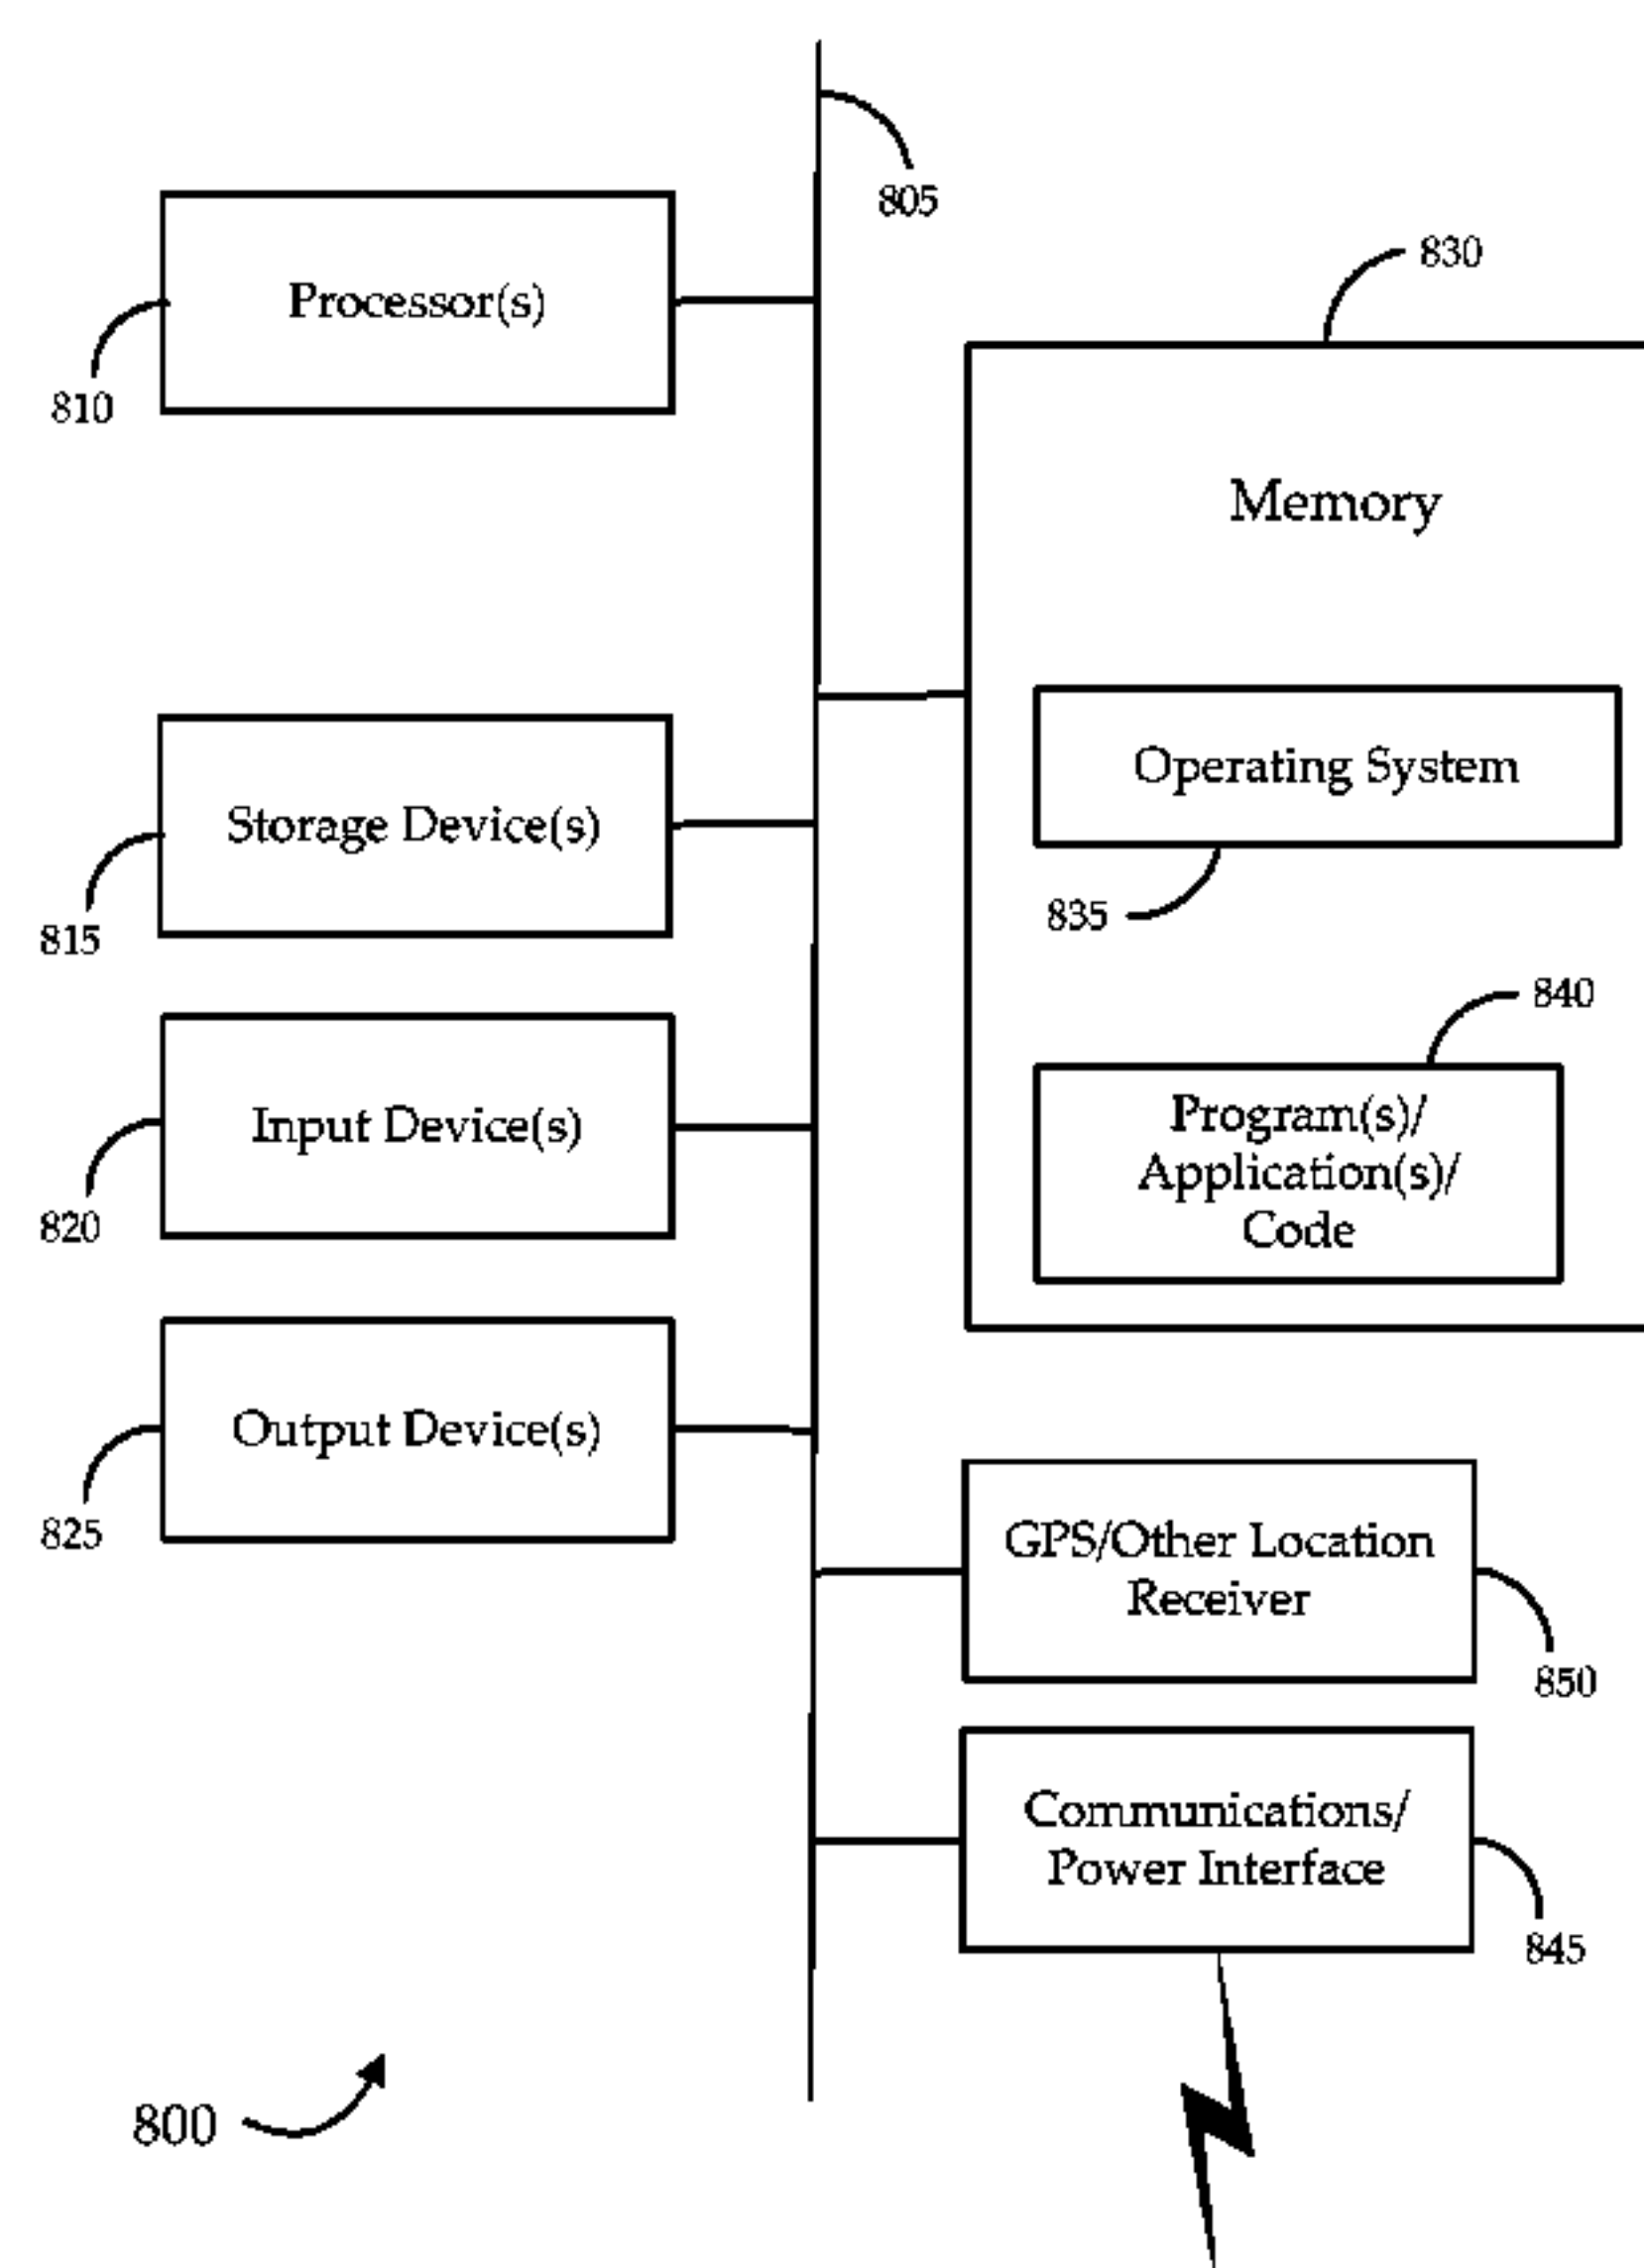 805
Processor(s)
810
830
Memory
Storage Device(s)
815
Operating System
835
840
Program(s)/
Application(s)/
Code
Input Device(s)
820
Output Device(s)
825
GPS/Other Location
Receiver
850
Communications/
Power Interface
845
800